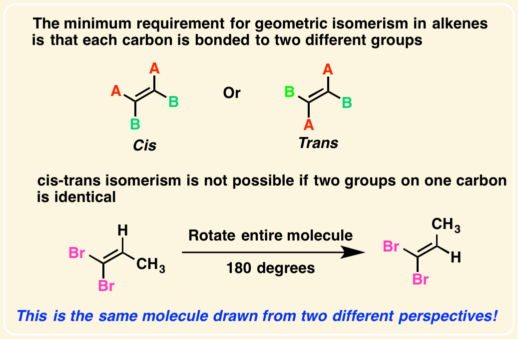 The minimum requirement for geometric isomerism in alkenes
is that each carbon is bonded to two different groups
A
A
B
B
Cis
Or
A
B
B
A
Trans
cis-trans isomerism is not possible if two groups on one carbon
is identical
H
Br
CH₃
Br
Rotate entire molecule
180 degrees
CH₃
Br
H
Br
This is the same molecule drawn from two different perspectives!